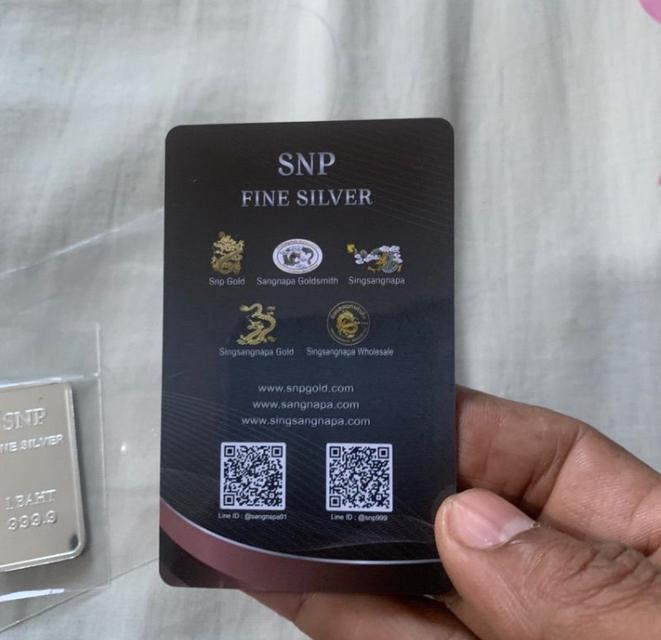 SNP
FINE SILVER
Snp Gold
Sangnapa Goldsmith
Singsangnapa
Singsangnapa Gold
Singsangnapa Wholesale
www.snpgold.com
www.sangnapa.com
www.singsangnapa.com
Line ID : @sangnapa01
Line ID : @snp999
SNP
NE SILVER
1 BAHT
999.9